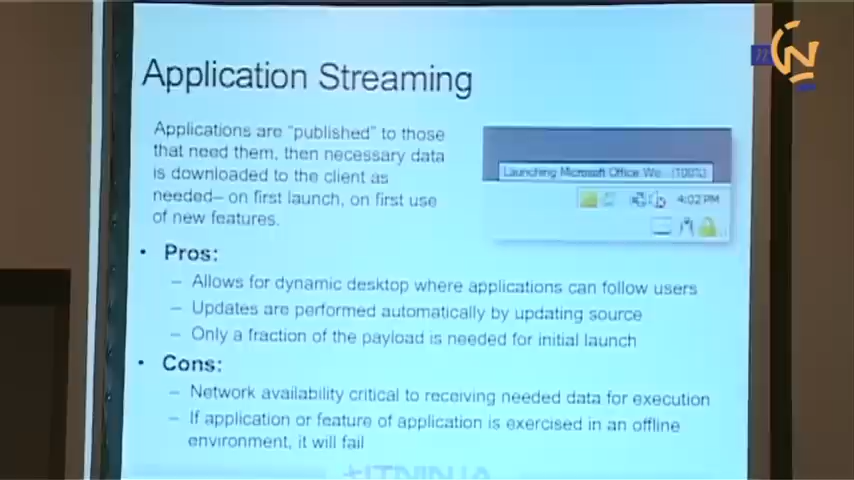 Application Streaming
Applications are "published" to those
that need them, then necessary data
is downloaded to the client as
needed– on first launch, on first use
of new features.
Launching Microsoft Office Wo... (100%)
4:02 PM
• Pros:
– Allows for dynamic desktop where applications can follow users
– Updates are performed automatically by updating source
– Only a fraction of the payload is needed for initial launch
• Cons:
– Network availability critical to receiving needed data for execution
– If application or feature of application is exercised in an offline
environment, it will fail
ITNINJA